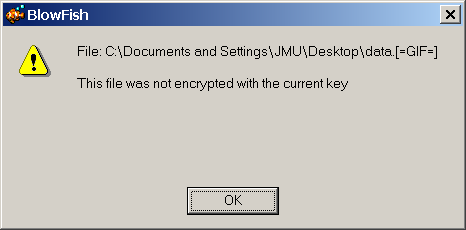 BlowFish
File: C:\Documents and Settings\JMU\Desktop\data.[=GIF=]
This file was not encrypted with the current key
OK